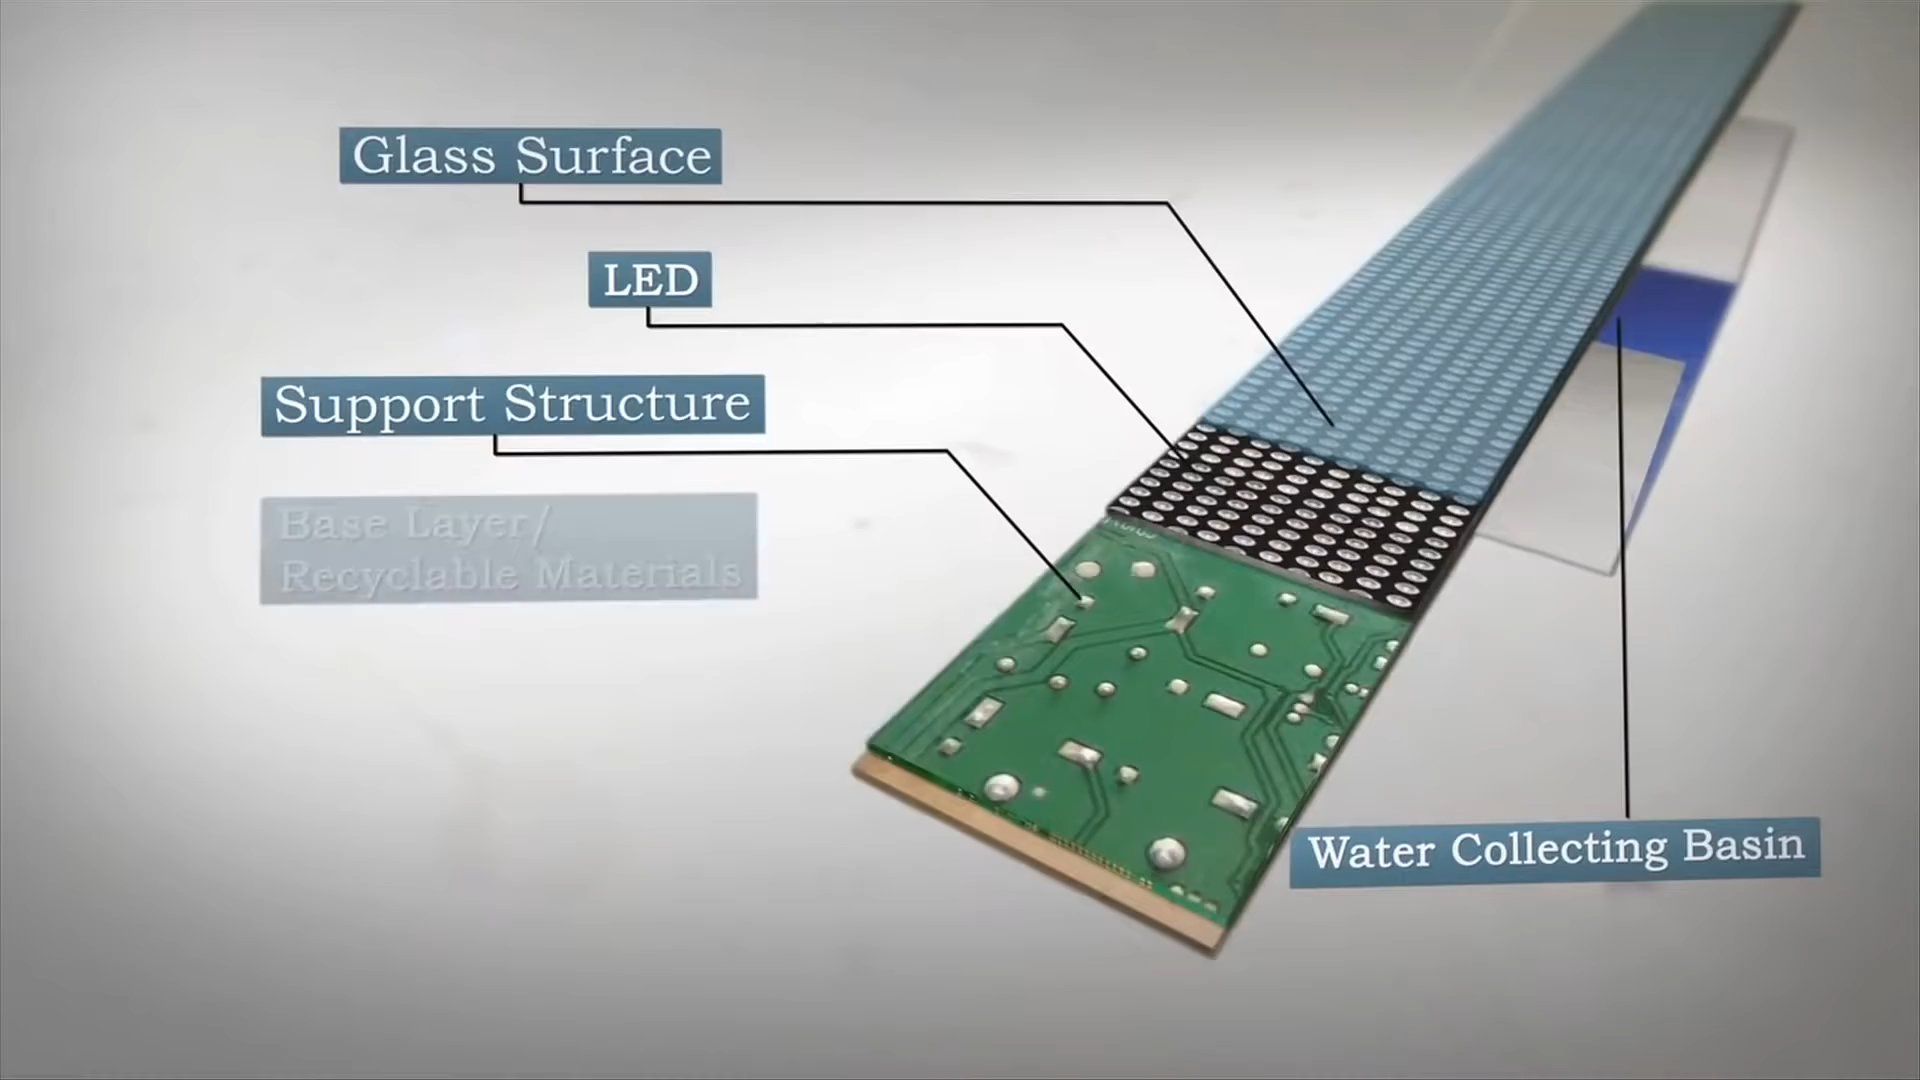 Glass Surface
LED
Support Structure
Base Layer/
Recyclable Materials
Water Collecting Basin